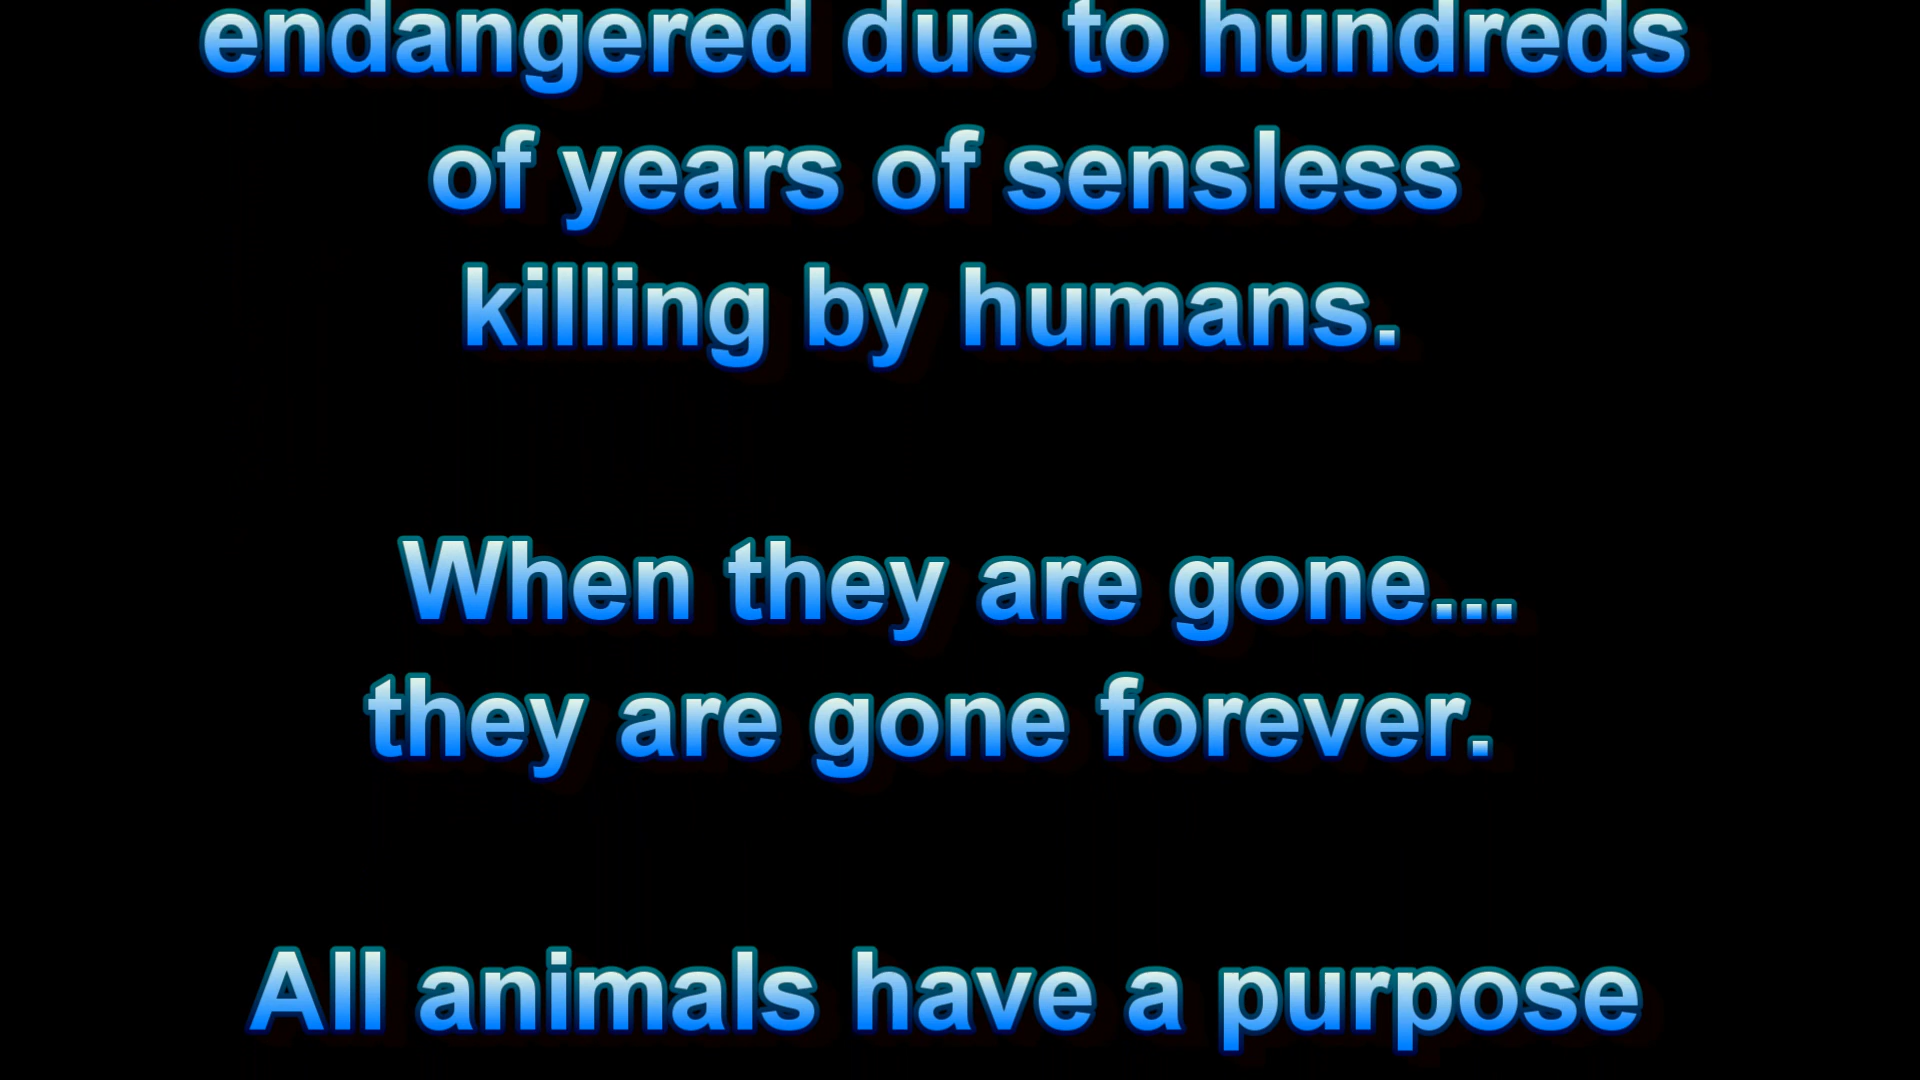 endangered due to hundreds
of years of sensless
killing by humans.
When they are gone...
they are gone forever.
All animals have a purpose